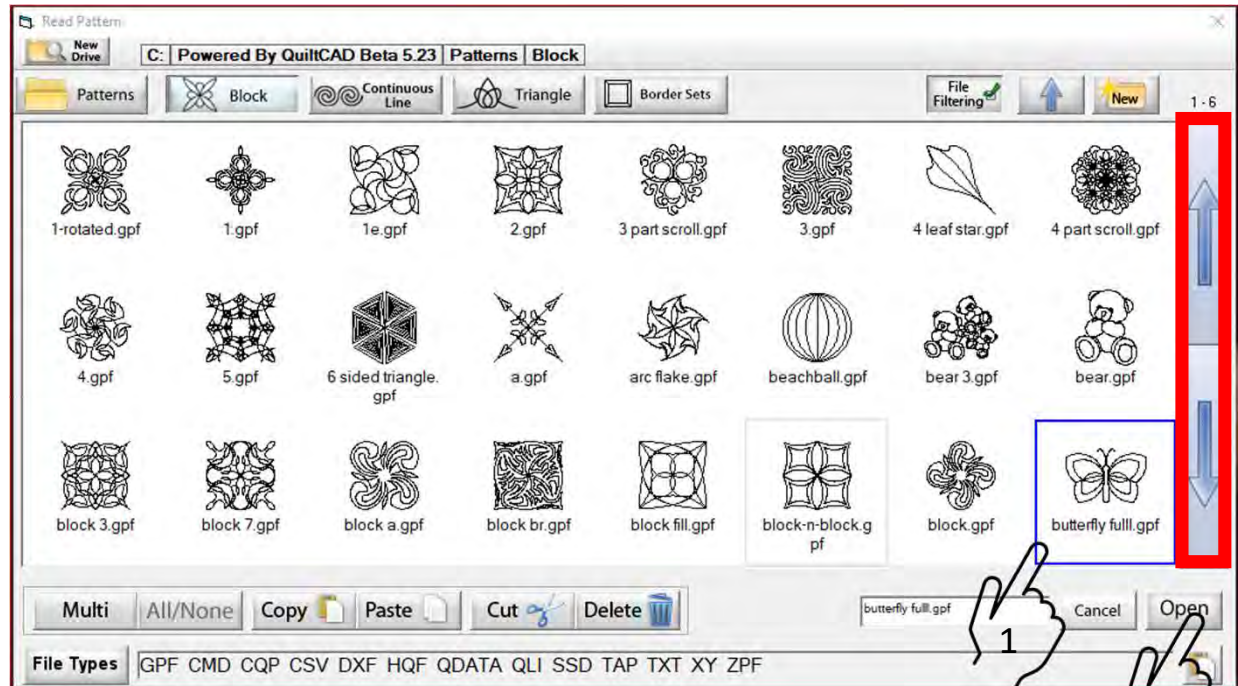 Read Pattern
New Drive C: Powered By QuiltCAD Beta 5.23 Patterns Block
Patterns Block Continuous Line Triangle Border Sets File Filtering New 1 - 6
1-rotated.gpf 1.gpf 1e.gpf 2.gpf 3 part scroll.gpf 3.gpf 4 leaf star.gpf 4 part scroll.gpf
4.gpf 5.gpf 6 sided triangle. a.gpf arc flake.gpf beachball.gpf bear 3.gpf bear.gpf
gpf
block 3.gpf block 7.gpf block a.gpf block br.gpf block fill.gpf block-n-block.g block.gpf butterfly fulll.gpf
pf
Multi All/None Copy Paste Cut Delete butterfly fulll.gpf Cancel Open
1
File Types GPF CMD CQP CSV DXF HQF QDATA QLI SSD TAP TXT XY ZPF